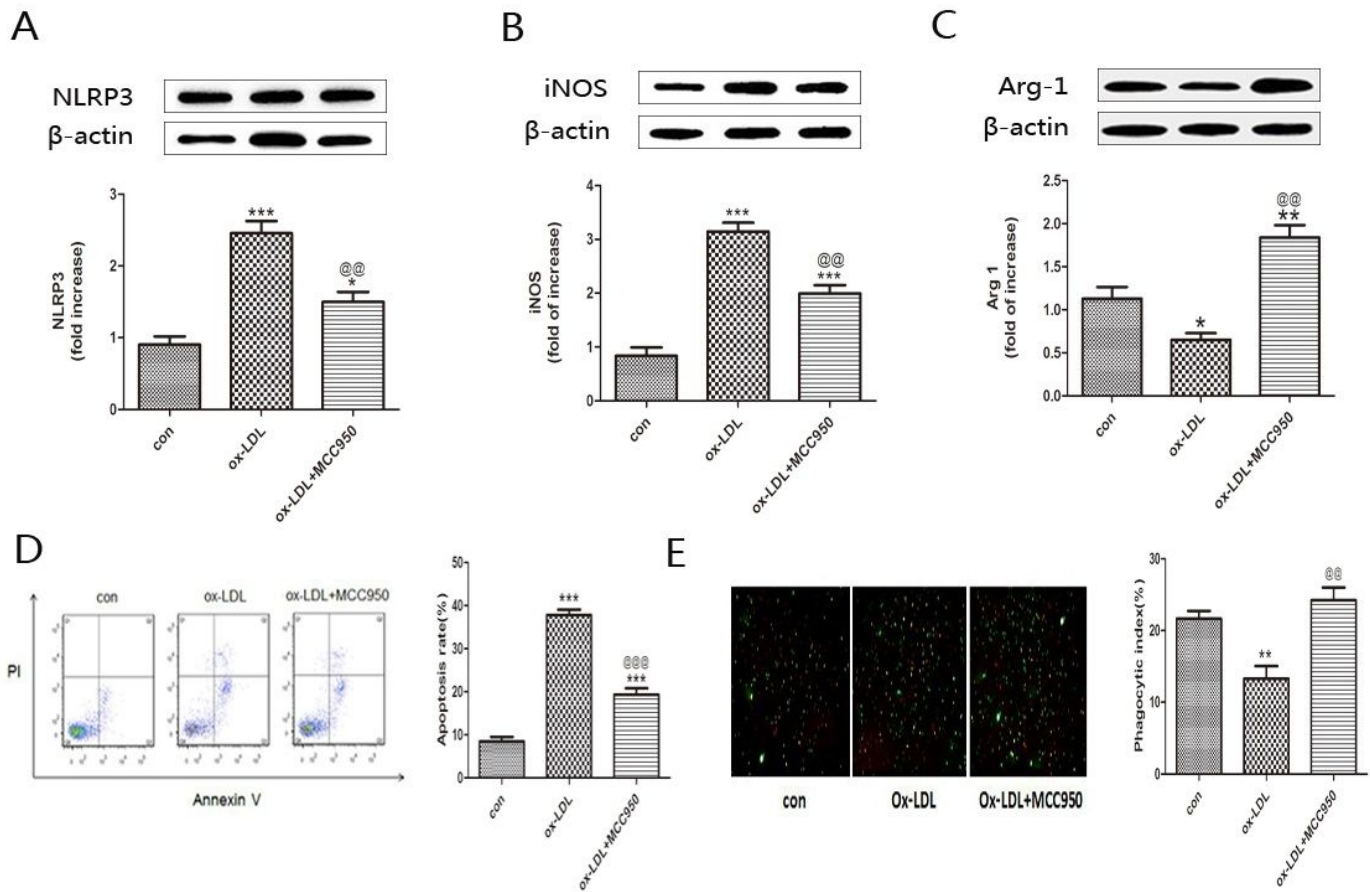 A
NLRP3
β-actin
NLRP3
(fold increase)
3
2
1
0
***
@@
*
con
ox-LDL
ox-LDL+MCC950
B
iNOS
β-actin
iNOS
(fold increase)
4
3
2
1
0
***
@@
***
con
ox-LDL
ox-LDL+MCC950
C
Arg-1
β-actin
Arg 1
(fold of increase)
2.5
2.0
1.5
1.0
0.5
0.0
*
@@
**
con
ox-LDL
ox-LDL+MCC950
D
con
ox-LDL
ox-LDL+MCC950
PI
Annexin V
Apoptosis rate(%)
50
40
30
20
10
0
***
@@@
***
con
ox-LDL
ox-LDL+MCC950
E
con
Ox-LDL
Ox-LDL+MCC950
Phagocytic index(%)
30
20
10
0
**
@@
con
ox-LDL
ox-LDL+MCC950